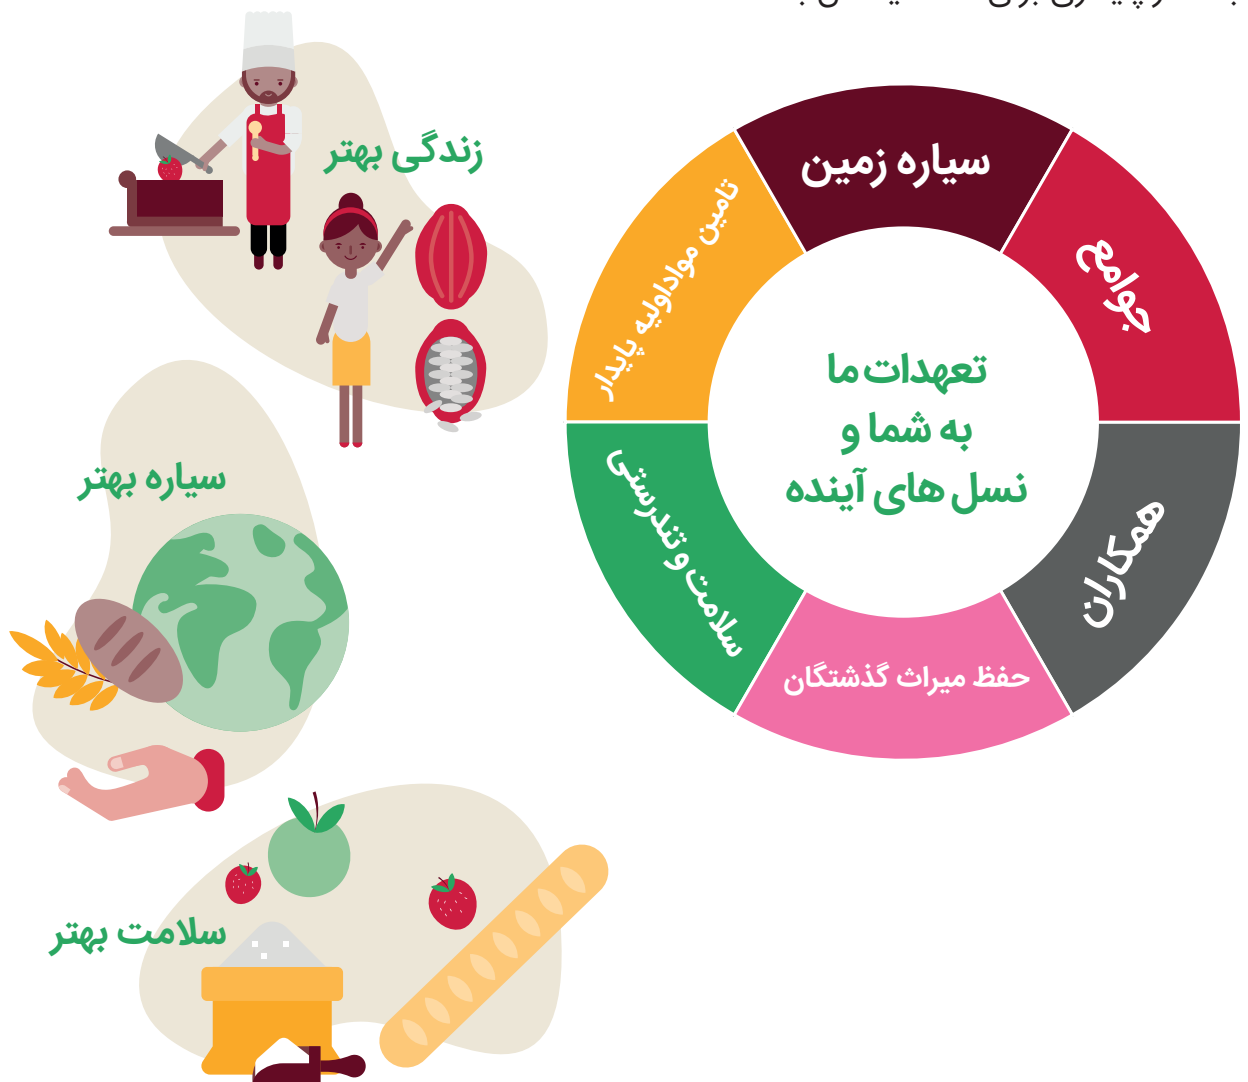 زندگی بهتر
سیاره زمین
جوامع
همکاران
حفظ میراث گذشتگان
سلامت و تندرستی
تامین مواداولیه پایدار
تعهدات ما
به شما و
نسل های آینده
سیاره بهتر
سلامت بهتر